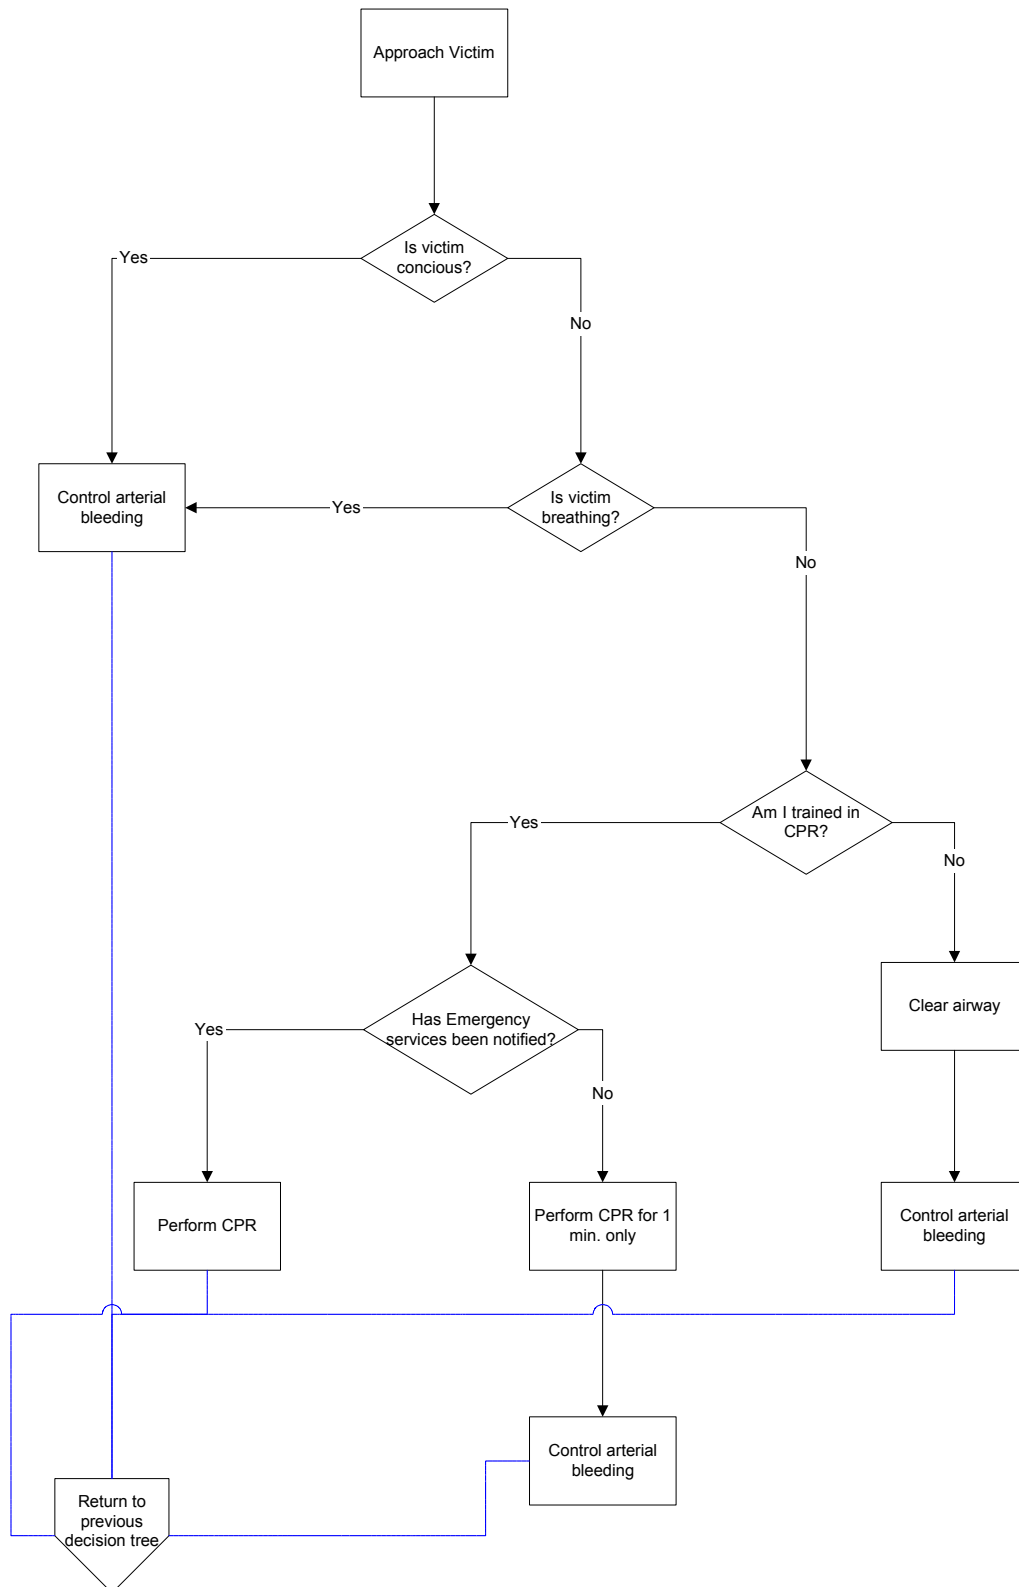 Approach Victim
Is victim
concious?
Yes
No
Control arterial
bleeding
Yes
Is victim
breathing?
No
Am I trained in
CPR?
Yes
No
Has Emergency
services been notified?
Yes
No
Clear airway
Perform CPR
Perform CPR for 1
min. only
Control arterial
bleeding
Control arterial
bleeding
Return to
previous
decision tree